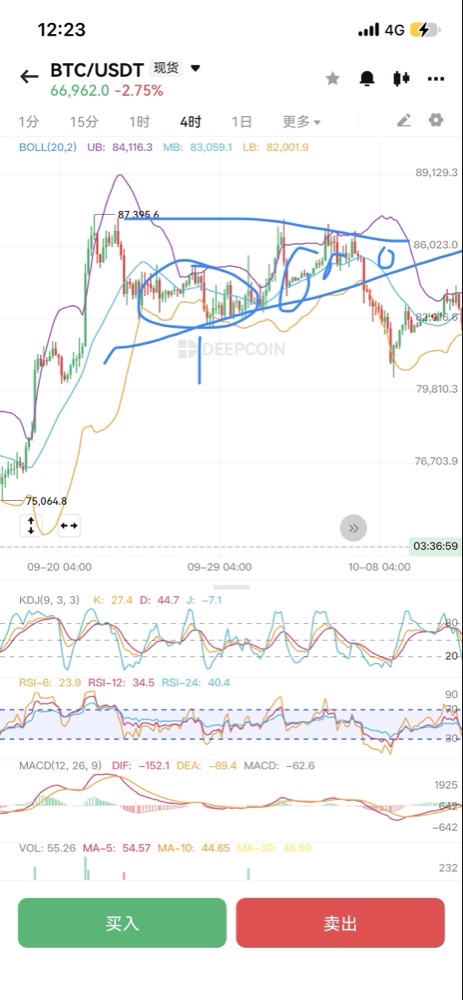 12:23 4G
BTC/USDT 现货
66,962.0 -2.75%
1分 15分 1时 4时 1日 更多
BOLL(20,2) UB: 84,116.3 MB: 83,059.1 LB: 82,001.9
89,129.3
87,395.6
86,023.0
DEEPCOIN
79,810.3
76,703.9
75,064.8
03:36:59
09-20 04:00 09-29 04:00 10-08 04:00
KDJ(9, 3, 3) K: 27.4 D: 44.7 J: -7.1
80
20
RSI-6: 23.9 RSI-12: 34.5 RSI-24: 40.4
90
70
30
MACD(12, 26, 9) DIF: -152.1 DEA: -89.4 MACD: -62.6
1925
642
-642
VOL: 55.26 MA-5: 54.57 MA-10: 44.65 MA-30: 48.69
232
买入 卖出